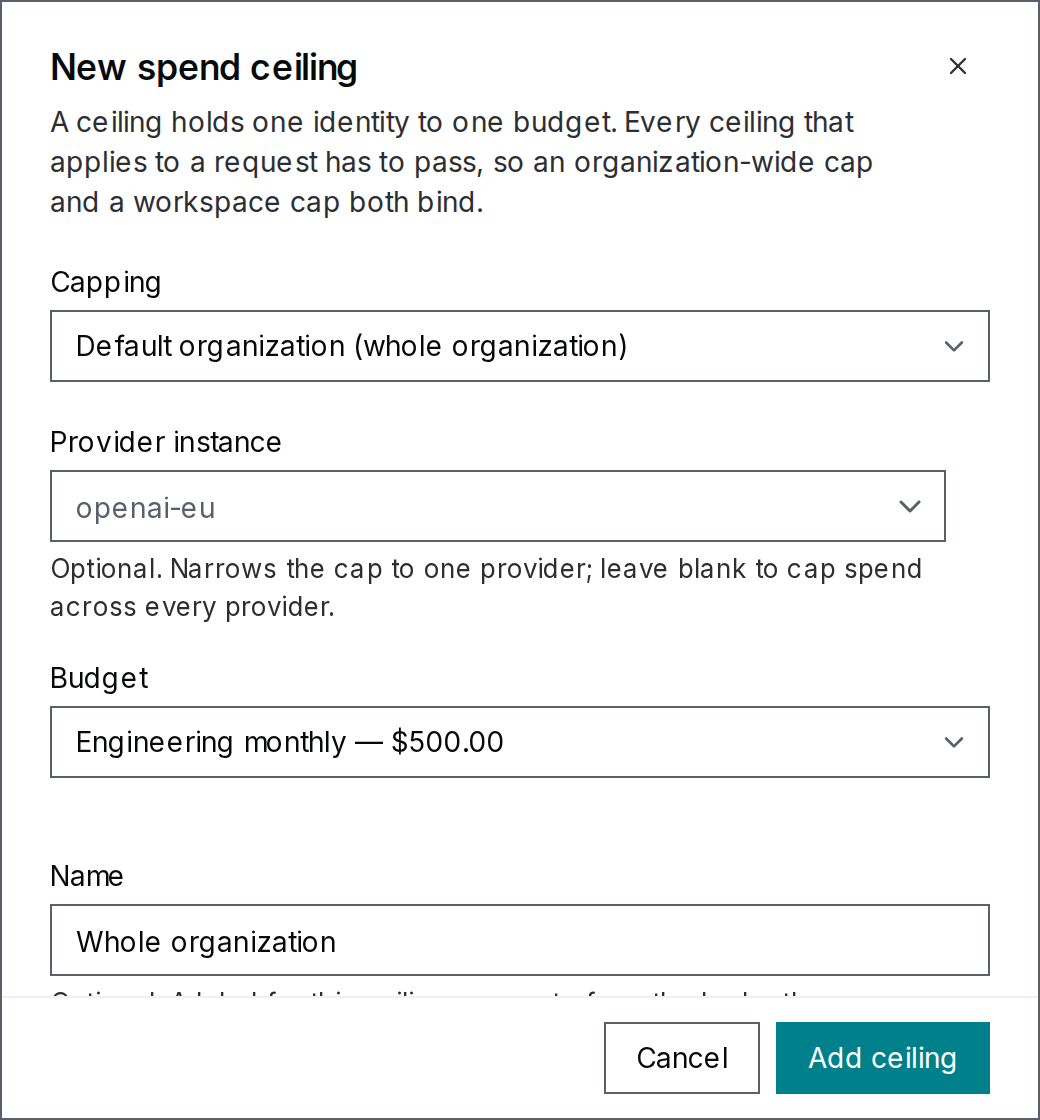 New spend ceiling
A ceiling holds one identity to one budget. Every ceiling that
applies to a request has to pass, so an organization-wide cap
and a workspace cap both bind.
Capping
Default organization (whole organization)
Provider instance
openai-eu
Optional. Narrows the cap to one provider; leave blank to cap spend
across every provider.
Budget
Engineering monthly — $500.00
Name
Whole organization
Cancel
Add ceiling